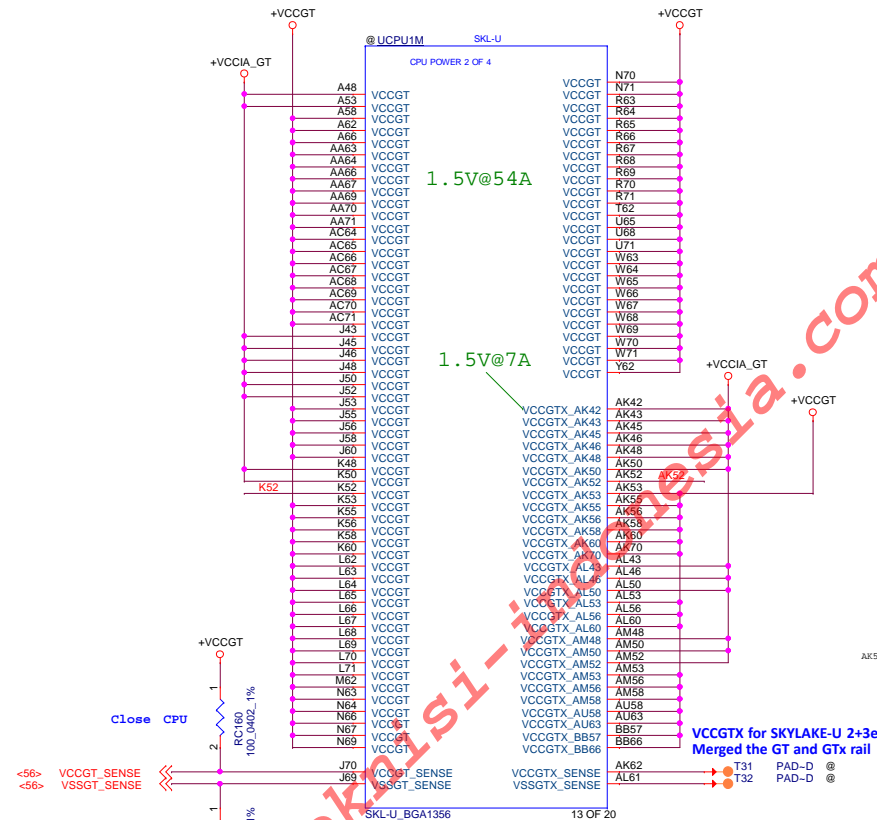 +VCCGT
+VCCGT
@ UCPU1M SKL-U
CPU POWER 2 OF 4
+VCCIA_GT
A48 VCCGT
A53 VCCGT
A58 VCCGT
A62 VCCGT
A66 VCCGT
AA63 VCCGT
AA64 VCCGT
AA66 VCCGT
AA67 VCCGT
AA69 VCCGT
AA70 VCCGT
AA71 VCCGT
AC64 VCCGT
AC65 VCCGT
AC66 VCCGT
AC67 VCCGT
AC68 VCCGT
AC69 VCCGT
AC70 VCCGT
AC71 VCCGT
J43 VCCGT
J45 VCCGT
J46 VCCGT
J48 VCCGT
J50 VCCGT
J52 VCCGT
J53 VCCGT
J55 VCCGT
J56 VCCGT
J58 VCCGT
J60 VCCGT
K48 VCCGT
K50 VCCGT
K52 K52 VCCGT
K53 VCCGT
K55 VCCGT
K56 VCCGT
K58 VCCGT
K60 VCCGT
L62 VCCGT
L63 VCCGT
L64 VCCGT
L65 VCCGT
L66 VCCGT
L67 VCCGT
L68 VCCGT
L69 VCCGT
L70 VCCGT
L71 VCCGT
M62 VCCGT
N63 VCCGT
N64 VCCGT
N66 VCCGT
N67 VCCGT
N69 VCCGT
1.5V@54A
1.5V@7A
VCCGT N70
VCCGT N71
VCCGT R63
VCCGT R64
VCCGT R65
VCCGT R66
VCCGT R67
VCCGT R68
VCCGT R69
VCCGT R70
VCCGT R71
VCCGT T62
VCCGT U65
VCCGT U68
VCCGT U71
VCCGT W63
VCCGT W64
VCCGT W65
VCCGT W66
VCCGT W67
VCCGT W68
VCCGT W69
VCCGT W70
VCCGT W71
VCCGT Y62
+VCCIA_GT
+VCCGT
VCCGTX_AK42 AK42
VCCGTX_AK43 AK43
VCCGTX_AK45 AK45
VCCGTX_AK46 AK46
VCCGTX_AK48 AK48
VCCGTX_AK50 AK50
VCCGTX_AK52 AK52 AK52
VCCGTX_AK53 AK53
VCCGTX_AK55 AK55
VCCGTX_AK56 AK56
VCCGTX_AK58 AK58
VCCGTX_AK60 AK60
VCCGTX_AK70 AK70
VCCGTX_AL43 AL43
VCCGTX_AL46 AL46
VCCGTX_AL50 AL50
VCCGTX_AL53 AL53
VCCGTX_AL56 AL56
VCCGTX_AL60 AL60
VCCGTX_AM48 AM48
VCCGTX_AM50 AM50
VCCGTX_AM52 AM52
VCCGTX_AM53 AM53
VCCGTX_AM56 AM56
VCCGTX_AM58 AM58
VCCGTX_AU58 AU58
VCCGTX_AU63 AU63
VCCGTX_BB57 BB57
VCCGTX_BB66 BB66
VCCGTX for SKYLAKE-U 2+3e
Merged the GT and GTx rail
+VCCGT
Close CPU
1
2
RC160
100_0402_1%
<56> VCCGT_SENSE J70 VCCGT_SENSE
<56> VSSGT_SENSE J69 VSSGT_SENSE
VCCGTX_SENSE AK62 T31 PAD~D @
VSSGTX_SENSE AL61 T32 PAD~D @
1
1%
SKL-U_BGA1356 13 OF 20
eknisi-indonesia.com